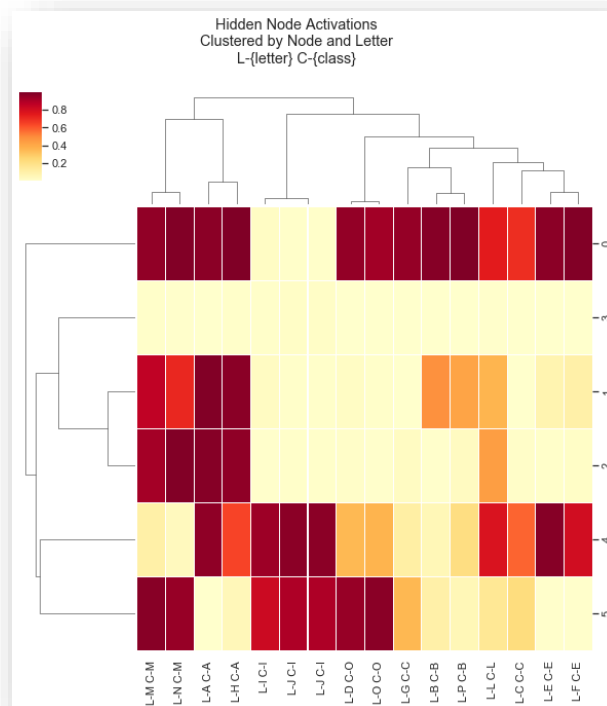 Hidden Node Activations
Clustered by Node and Letter
L-{letter} C-{class}
0.8
0.6
0.4
0.2
0
3
1
2
4
5
L-M C-M
L-N C-M
L-A C-A
L-H C-A
L-I C-I
L-J C-I
L-J C-I
L-D C-O
L-O C-O
L-G C-C
L-B C-B
L-P C-B
L-L C-L
L-C C-C
L-E C-E
L-F C-E